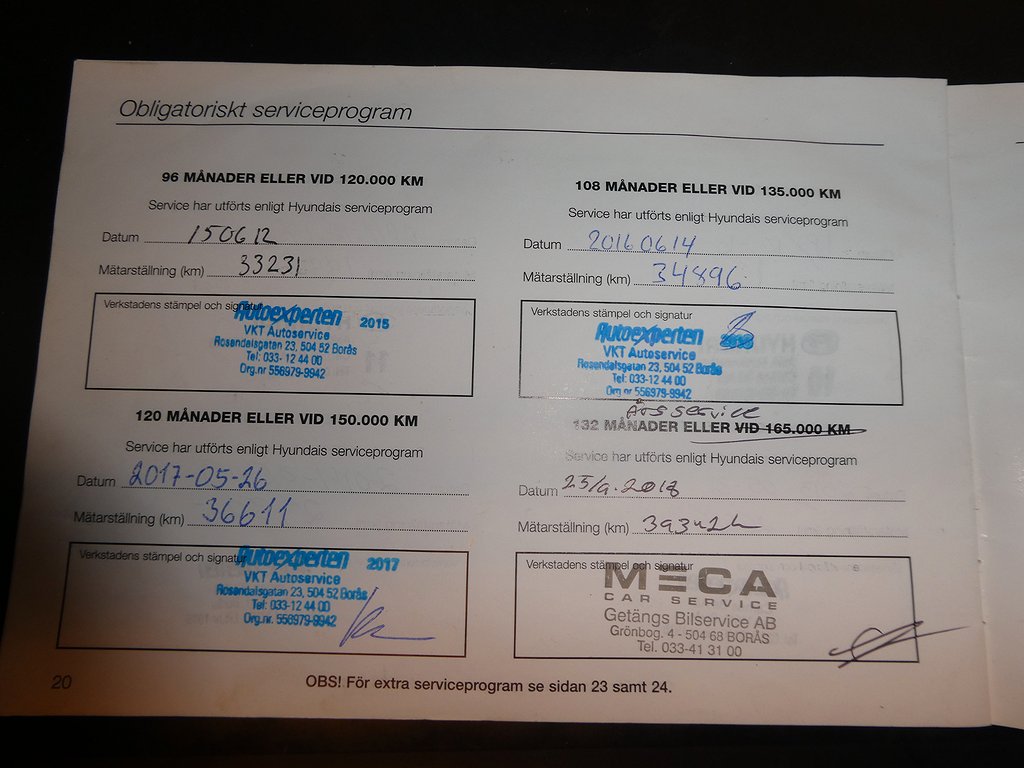 Obligatoriskt serviceprogram
96 MÅNADER ELLER VID 120.000 KM
Service har utförts enligt Hyundais serviceprogram
Datum 150612
Mätarställning (km) 33231
Verkstadens stämpel och signatur
Autoexperten 2015
VKT Autoservice
Rosendalsgatan 23, 504 52 Borås
Tel: 033-12 44 00
Org.nr 556979-9942
108 MÅNADER ELLER VID 135.000 KM
Service har utförts enligt Hyundais serviceprogram
Datum 20160614
Mätarställning (km) 34896
Verkstadens stämpel och signatur
Autoexperten
VKT Autoservice
Rosendalsgatan 23, 504 52 Borås
Tel: 033-12 44 00
Org.nr 556979-9942
120 MÅNADER ELLER VID 150.000 KM
Service har utförts enligt Hyundais serviceprogram
Datum 2017-05-26
Mätarställning (km) 36611
Verkstadens stämpel och signatur
Autoexperten 2017
VKT Autoservice
Rosendalsgatan 23, 504 52 Borås
Tel: 033-12 44 00
Org.nr. 556979-9942
service
132 MÅNADER ELLER VID 165.000 KM
Service har utförts enligt Hyundais serviceprogram
Datum 23/9-2018
Mätarställning (km)
Verkstadens stämpel och signatur
MECA
CAR SERVICE
Getängs Bilservice AB
Grönbog. 4 - 504 68 BORÅS
Tel. 033-41 31 00
20
OBS! För extra serviceprogram se sidan 23 samt 24.